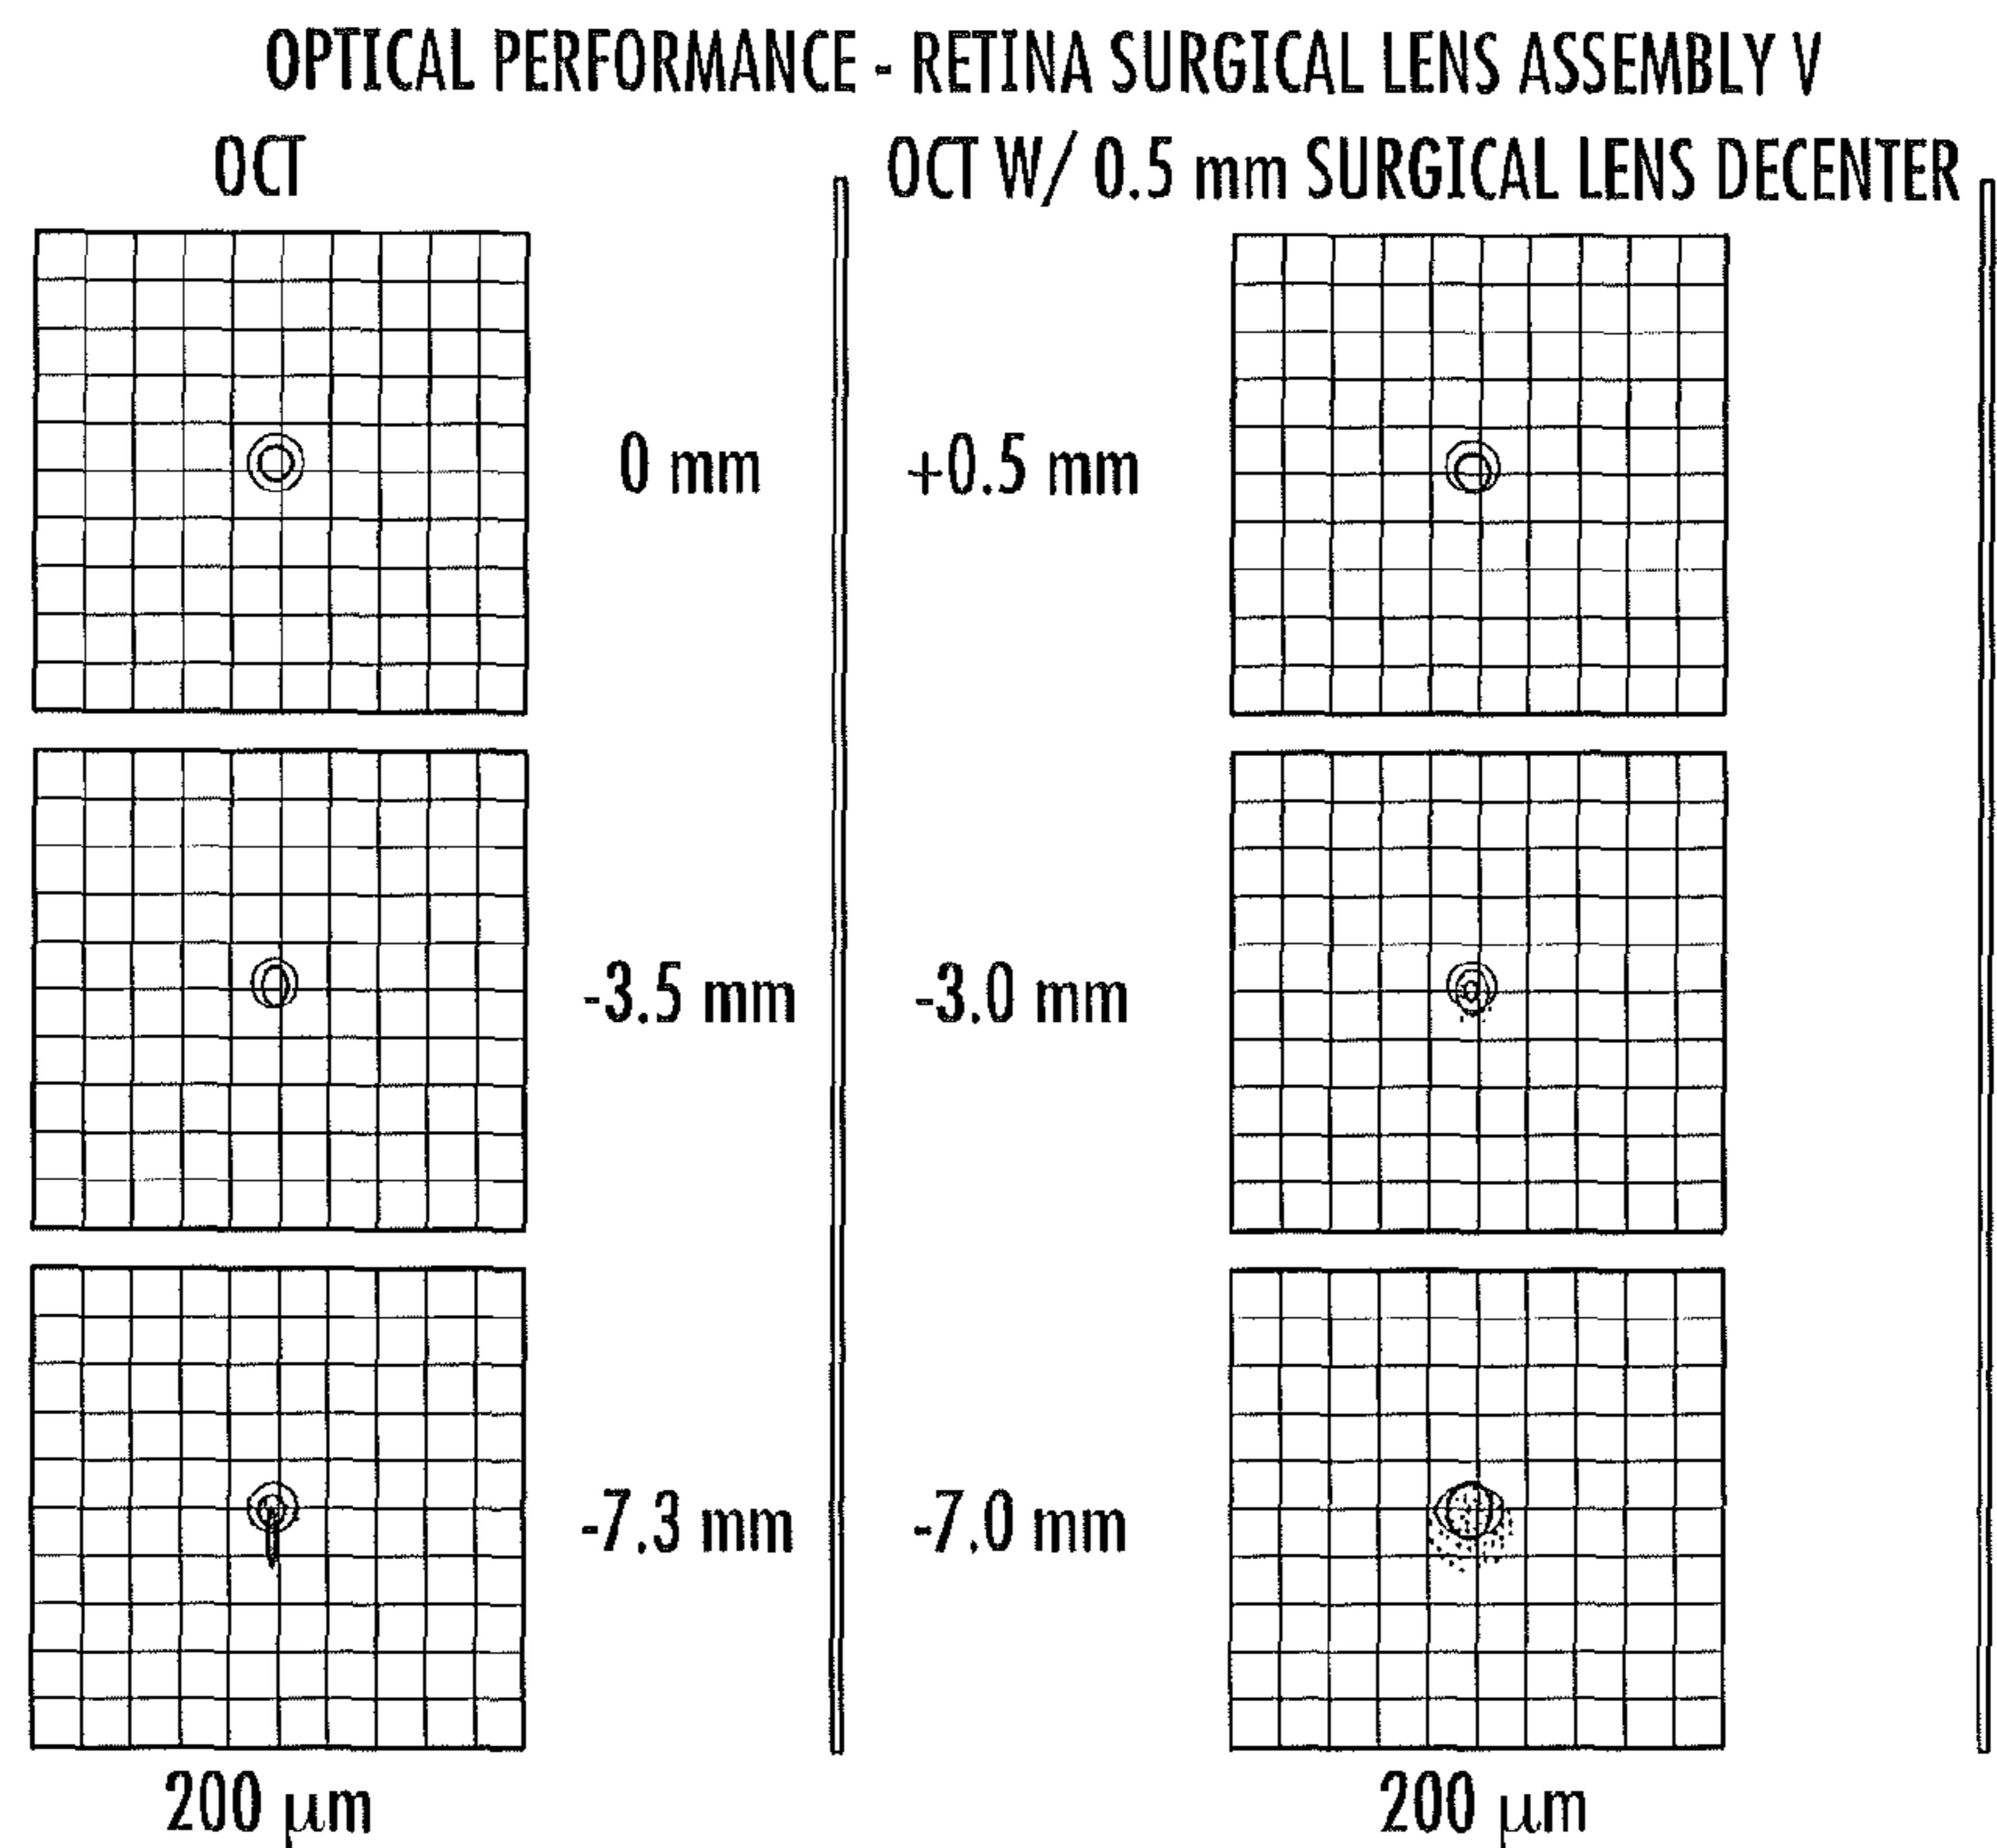 OPTICAL PERFORMANCE - RETINA SURGICAL LENS ASSEMBLY V
OCT
OCT W/ 0.5 mm SURGICAL LENS DECENTER
0 mm
+0.5 mm
-3.5 mm
-3.0 mm
-7.3 mm
-7.0 mm
200 μm
200 μm